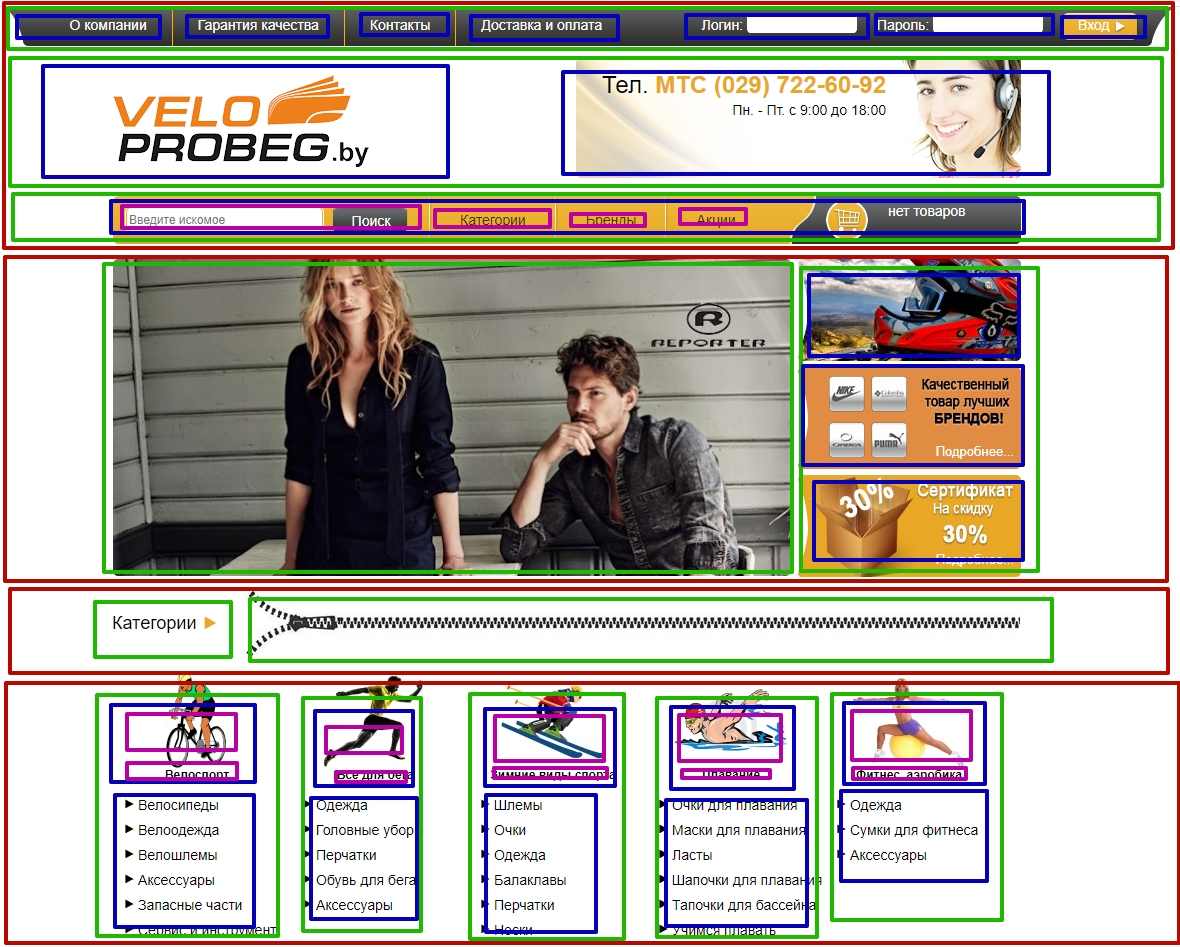 О компании
Гарантия качества
Контакты
Доставка и оплата
Логин:
Пароль:
Вход
VELO
PROBEG.by
Тел. МТС (029) 722-60-92
Пн. - Пт. с 9:00 до 18:00
Введите искомое
Поиск
Категории
Бренды
Акции
нет товаров
R
REPORTER
6
NIKE
Columbia
ORBEA
PUMA
Качественный
товар лучших
БРЕНДОВ!
Подробнее...
30%
Сертификат
На скидку
30%
Подробнее...
Категории
Велоспорт
Велосипеды
Велоодежда
Велошлемы
Аксессуары
Запасные части
Сервис и инструмент
Все для бега
Одежда
Головные убор
Перчатки
Обувь для бега
Аксессуары
Зимние виды спорта
Шлемы
Очки
Одежда
Балаклавы
Перчатки
Носки
Плавание
Очки для плавания
Маски для плавания
Ласты
Шапочки для плавания
Тапочки для бассейна
Учимся плавать
Фитнес, аэробика
Одежда
Сумки для фитнеса
Аксессуары